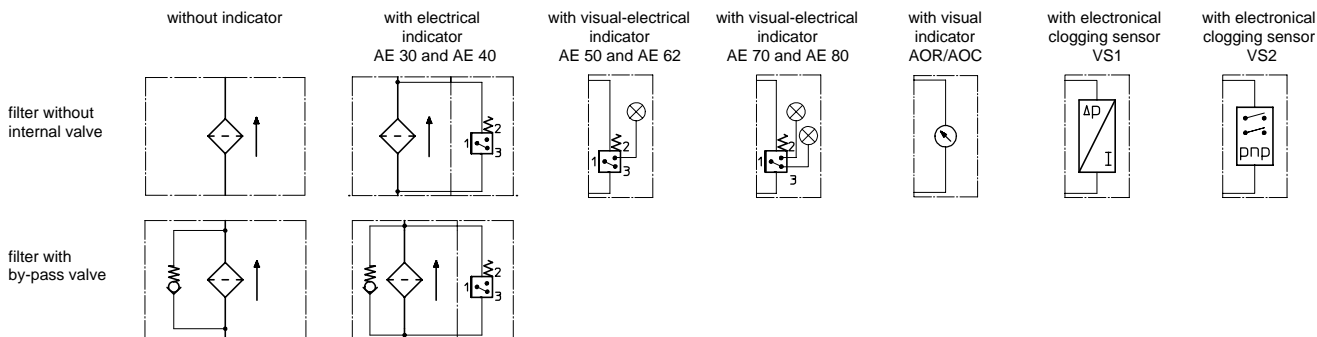 without indicator
with electrical
indicator
AE 30 and AE 40
with visual-electrical
indicator
AE 50 and AE 62
with visual-electrical
indicator
AE 70 and AE 80
with visual
indicator
AOR/AOC
with electronical
clogging sensor
VS1
with electronical
clogging sensor
VS2
filter without
internal valve
1
2
3
1
2
3
1
2
3
Δp
I
pnp
filter with
by-pass valve
1
2
3